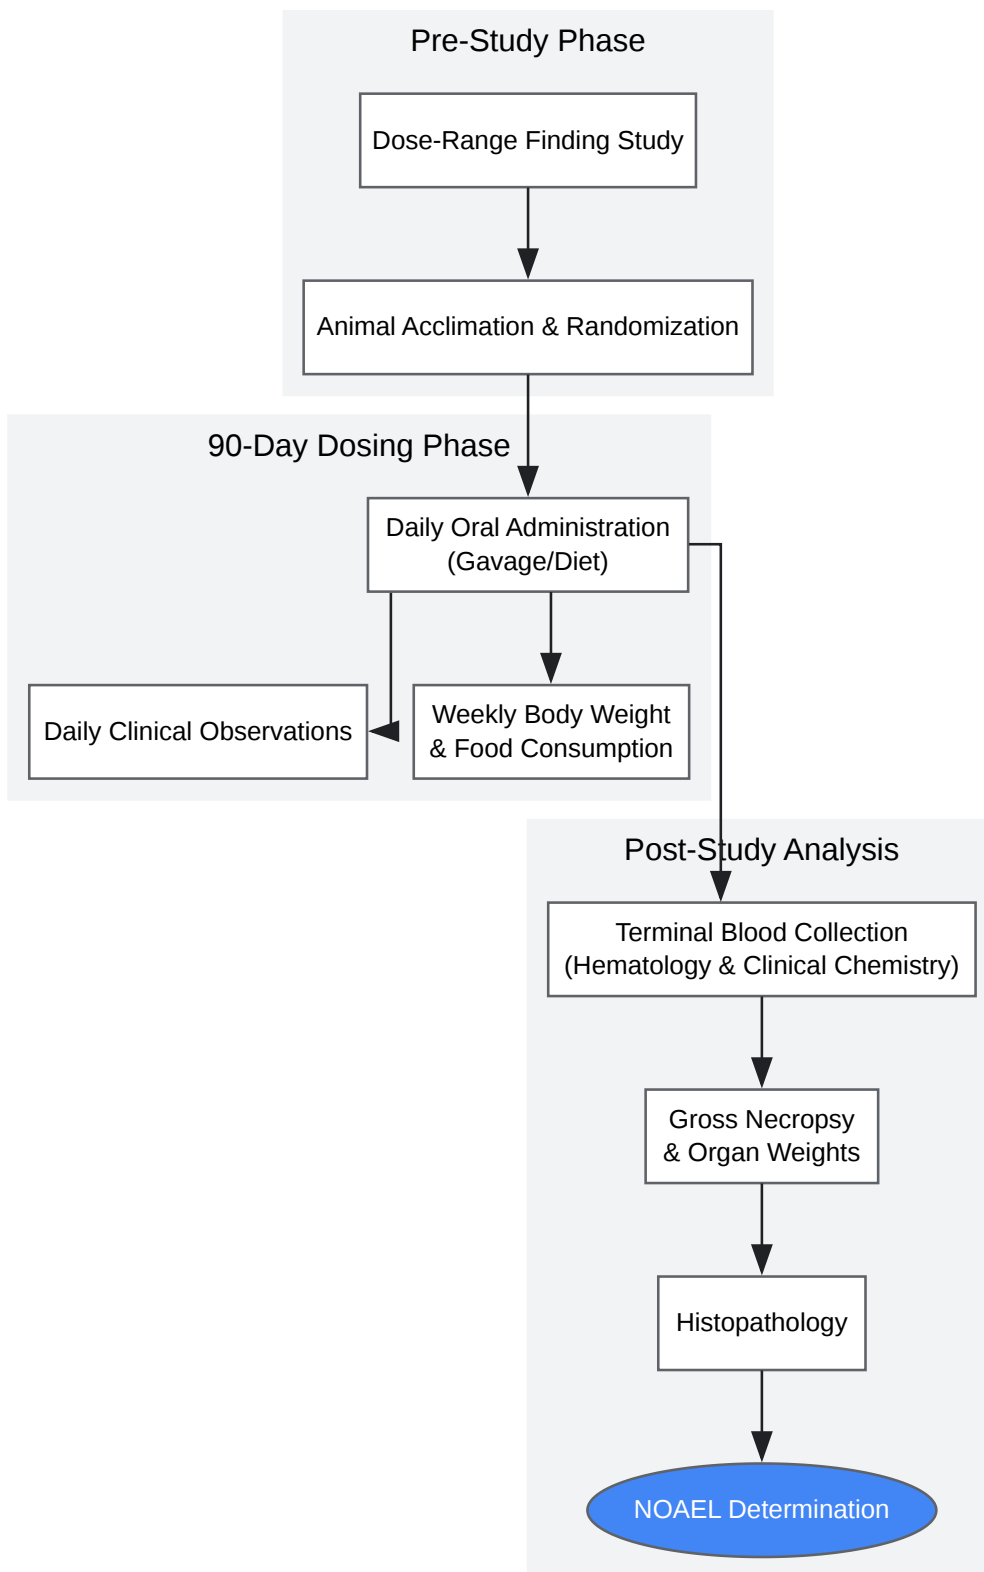 Pre-Study Phase
Dose-Range Finding Study
Animal Acclimation & Randomization
90-Day Dosing Phase
Daily Oral Administration
(Gavage/Diet)
Daily Clinical Observations
Weekly Body Weight
& Food Consumption
Post-Study Analysis
Terminal Blood Collection
(Hematology & Clinical Chemistry)
Gross Necropsy
& Organ Weights
Histopathology
NOAEL Determination